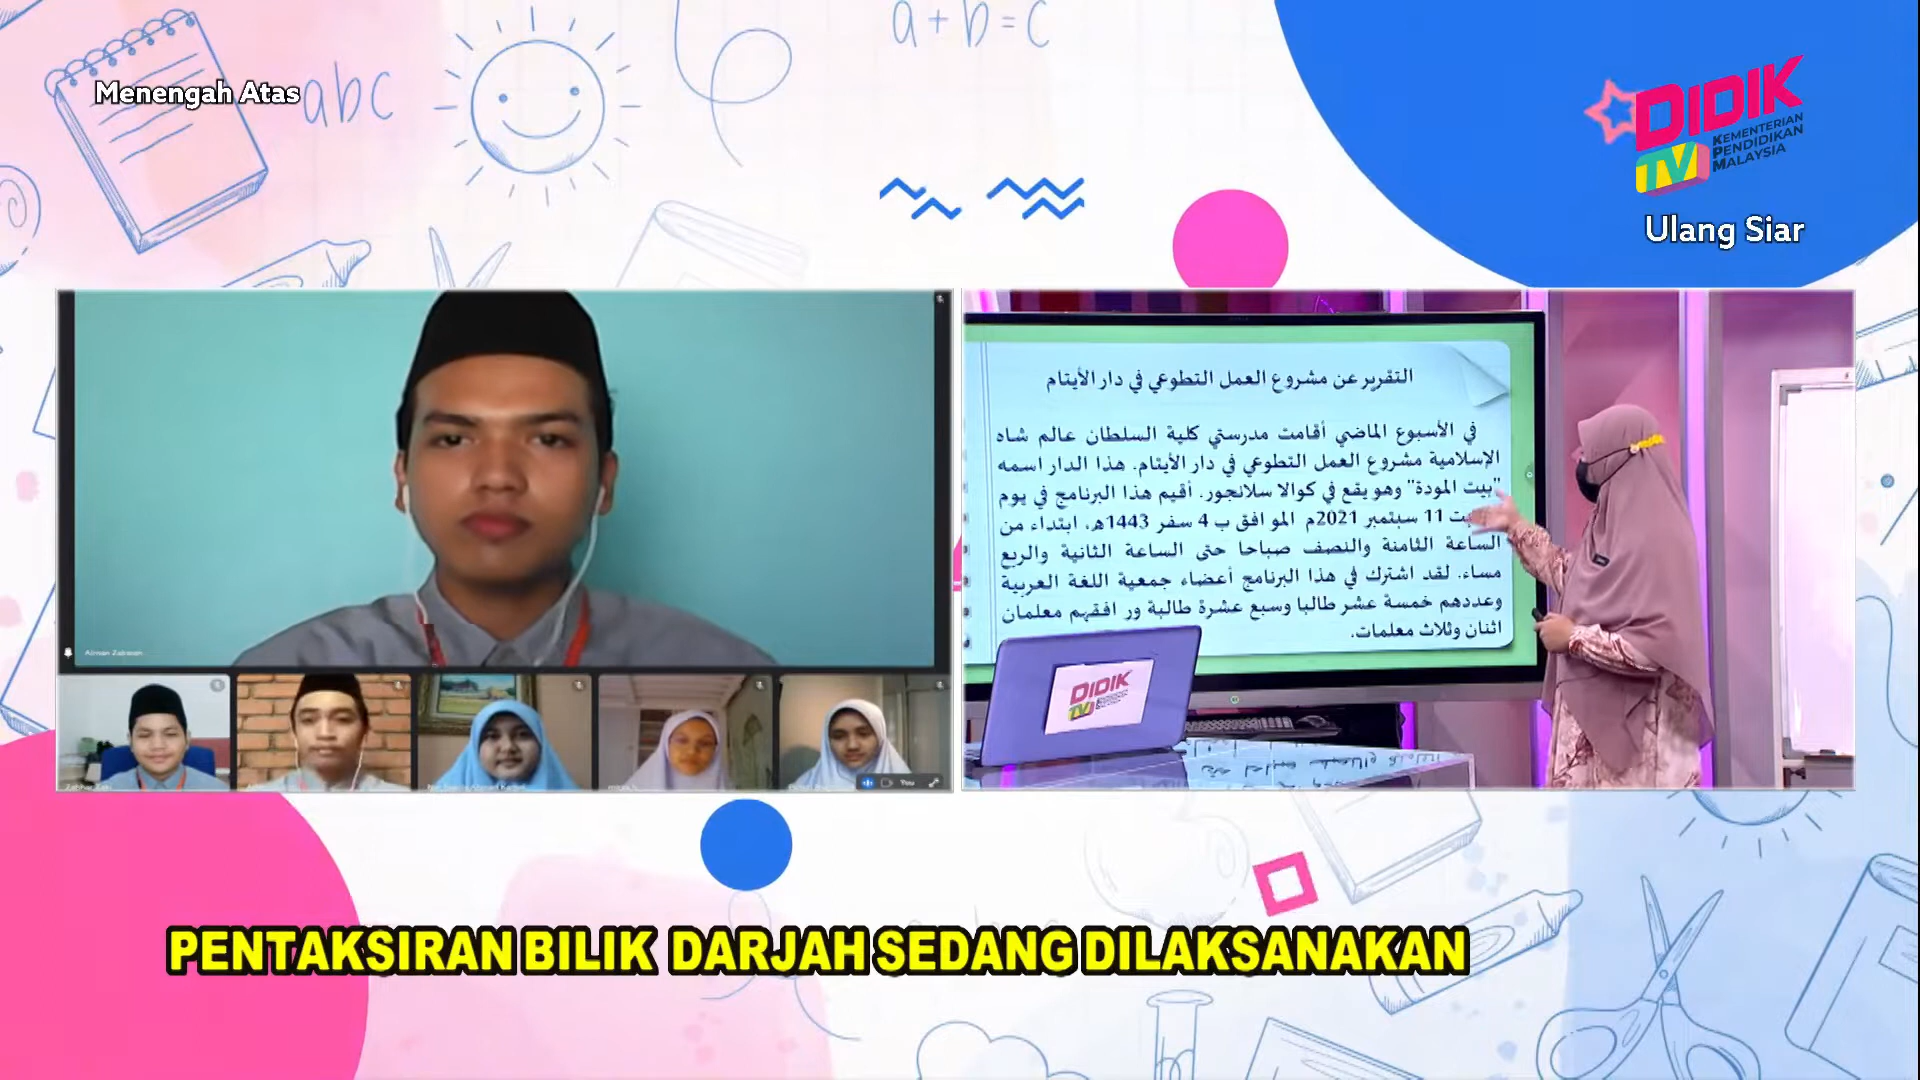 a+b=c
Menengah Atas
abc
DIDIK
TV
KEMENTERIAN
PENDIDIKAN
MALAYSIA
Ulang Siar
التقرير عن مشروع العمل التطوعي في دار الأيتام
في الأسبوع الماضي أقامت مدرستي كلية السلطان عالم شاه
الإسلامية مشروع العمل التطوعي في دار الأيتام. هذا الدار اسمه
"بيت المودة" وهو يقع في كوالا سلانجور. أقيم هذا البرنامج في يوم
11 سبتمبر 2021م الموافق ب 4 سفر 1443هـ، ابتداء من
الساعة الثامنة والنصف صباحا حتى الساعة الثانية والربع
مساء. لقد اشترك في هذا البرنامج أعضاء جمعية اللغة العربية
وعددهم خمسة عشر طالبا وسبع عشرة طالبة ورافقهم معلمان
اثنان وثلاث معلمات.
DIDIK
TV
You
PENTAKSIRAN BILIK DARJAH SEDANG DILAKSANAKAN